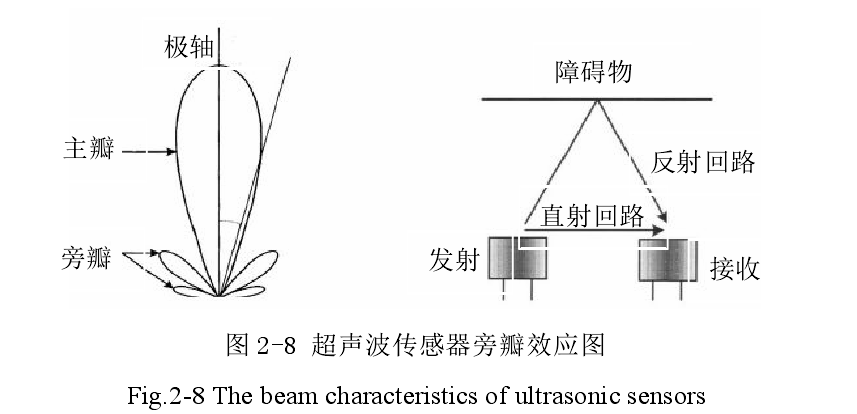 极轴
主瓣
旁瓣
障碍物
反射回路
直射回路
发射
接收
图 2-8 超声波传感器旁瓣效应图
Fig.2-8 The beam characteristics of ultrasonic sensors